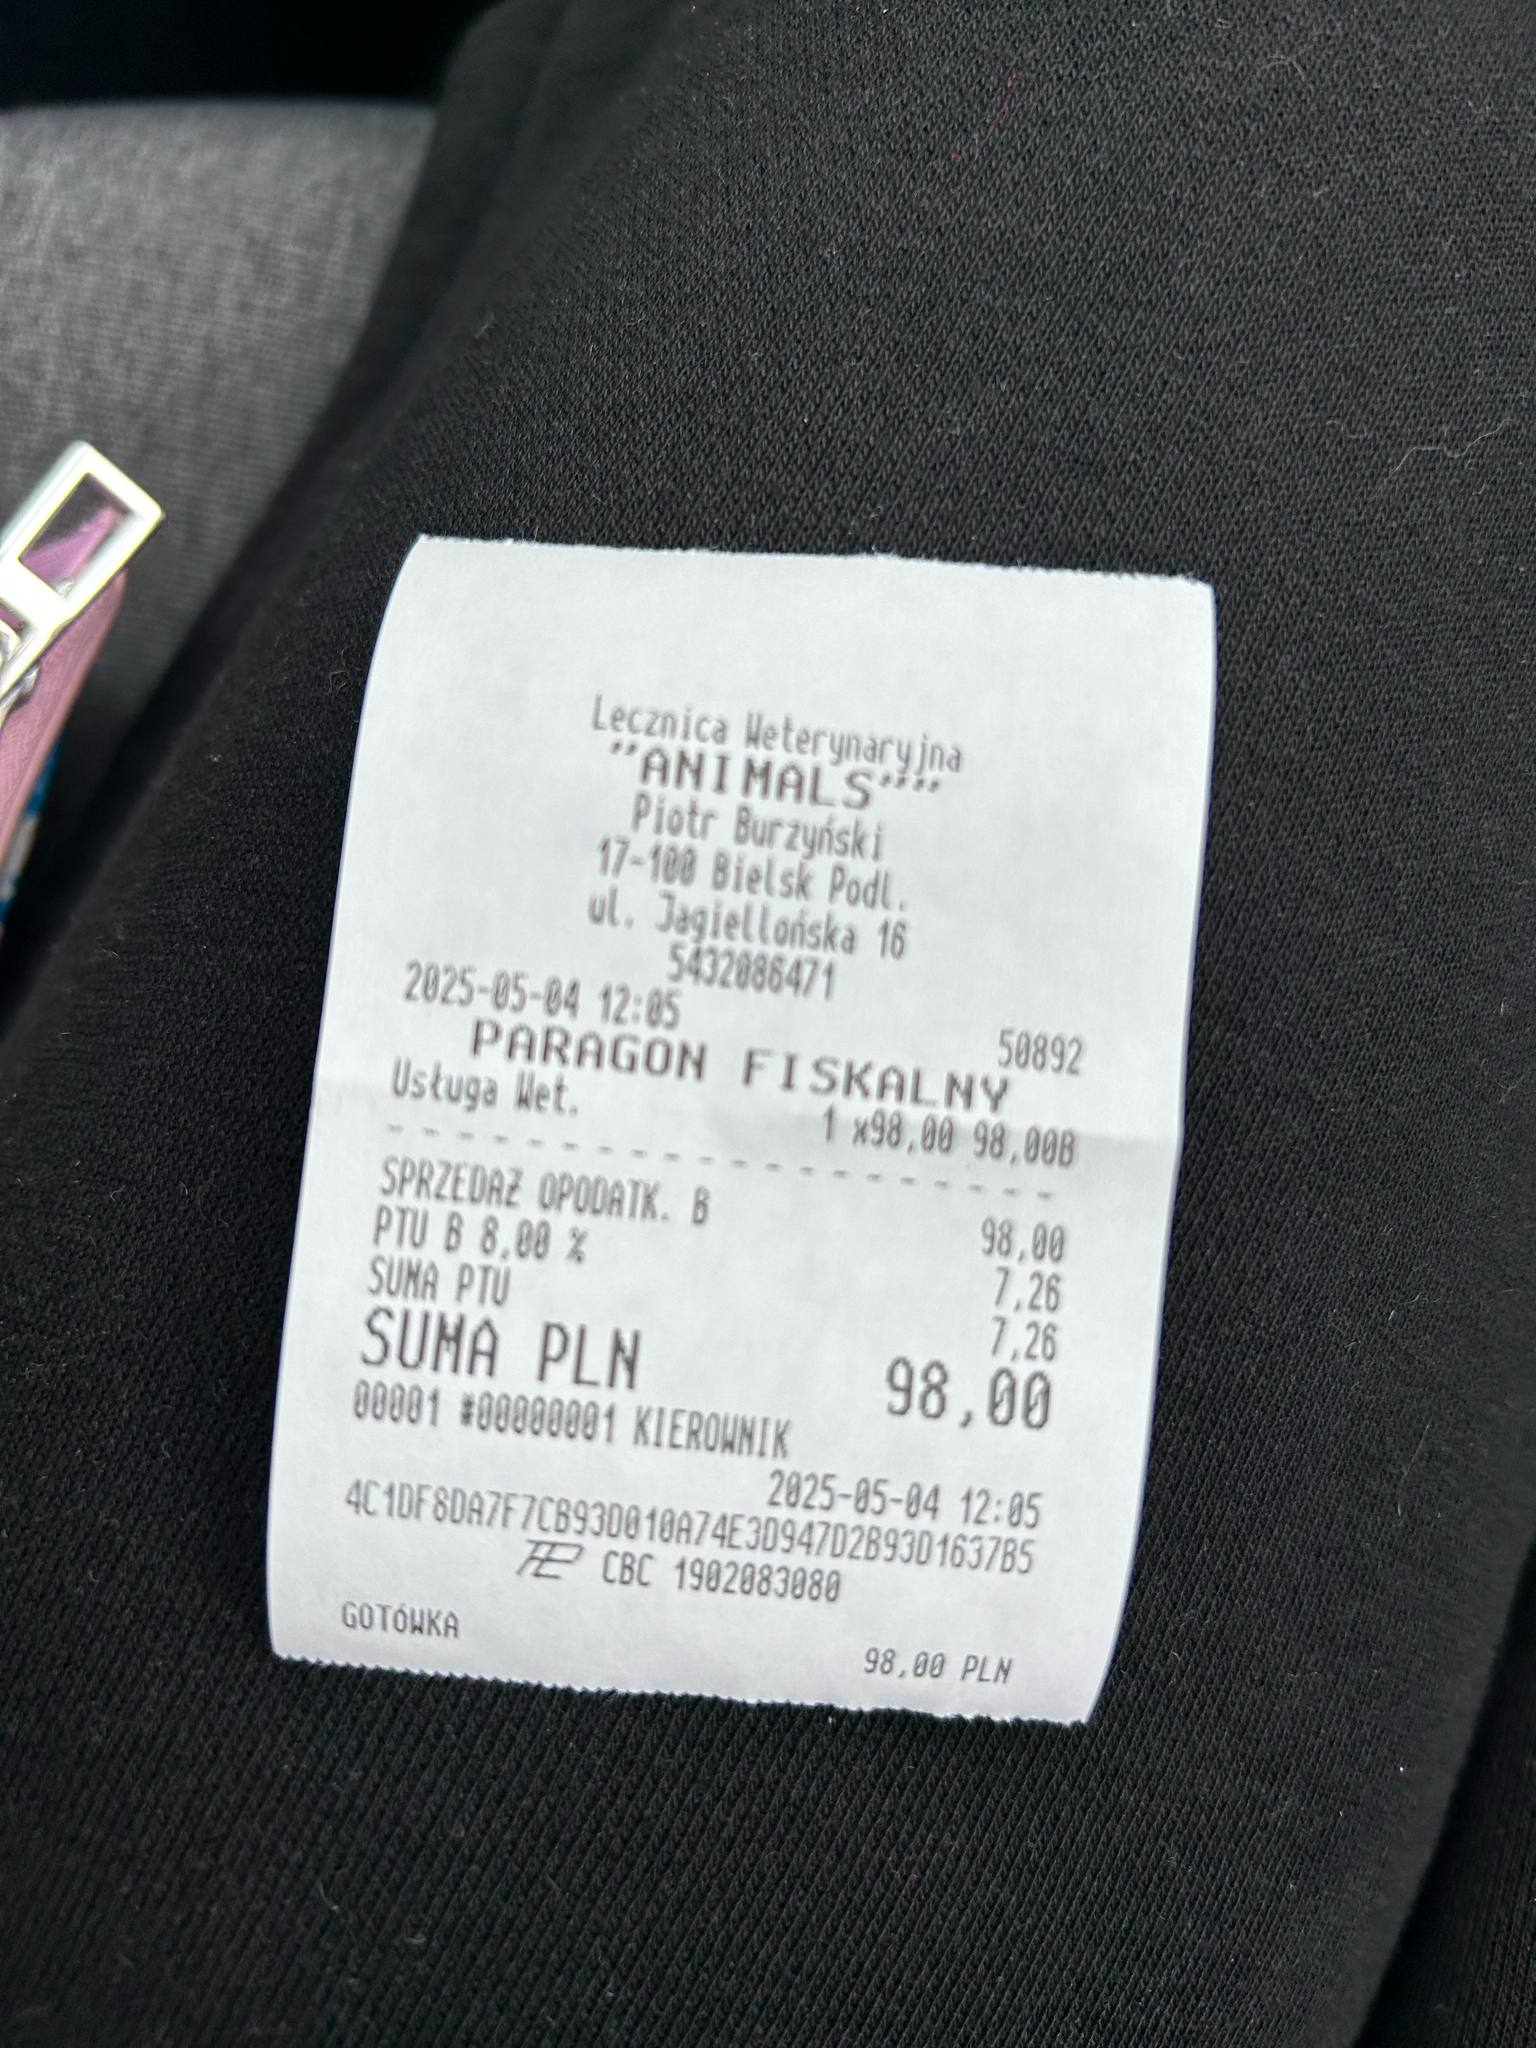 Lecznica Weterynaryjna
"ANIMALS""
Piotr Burzyński
17-100 Bielsk Podl.
ul. Jagiellońska 16
5432086471
2025-05-04 12:05 50892
PARAGON FISKALNY
Usługa Wet. 1 x98,00 98,00B
- - - - - - - - - - - - - - - - - - - -
SPRZEDAŻ OPODATK. B 98,00
PTU B 8,00 % 7,26
SUMA PTU 7,26
SUMA PLN 98,00
00001 #00000001 KIEROWNIK
2025-05-04 12:05
4C1DF8DA7F7CB93D010A74E3D947D2B93D1637B5
CBC 1902083080
GOTÓWKA 98,00 PLN